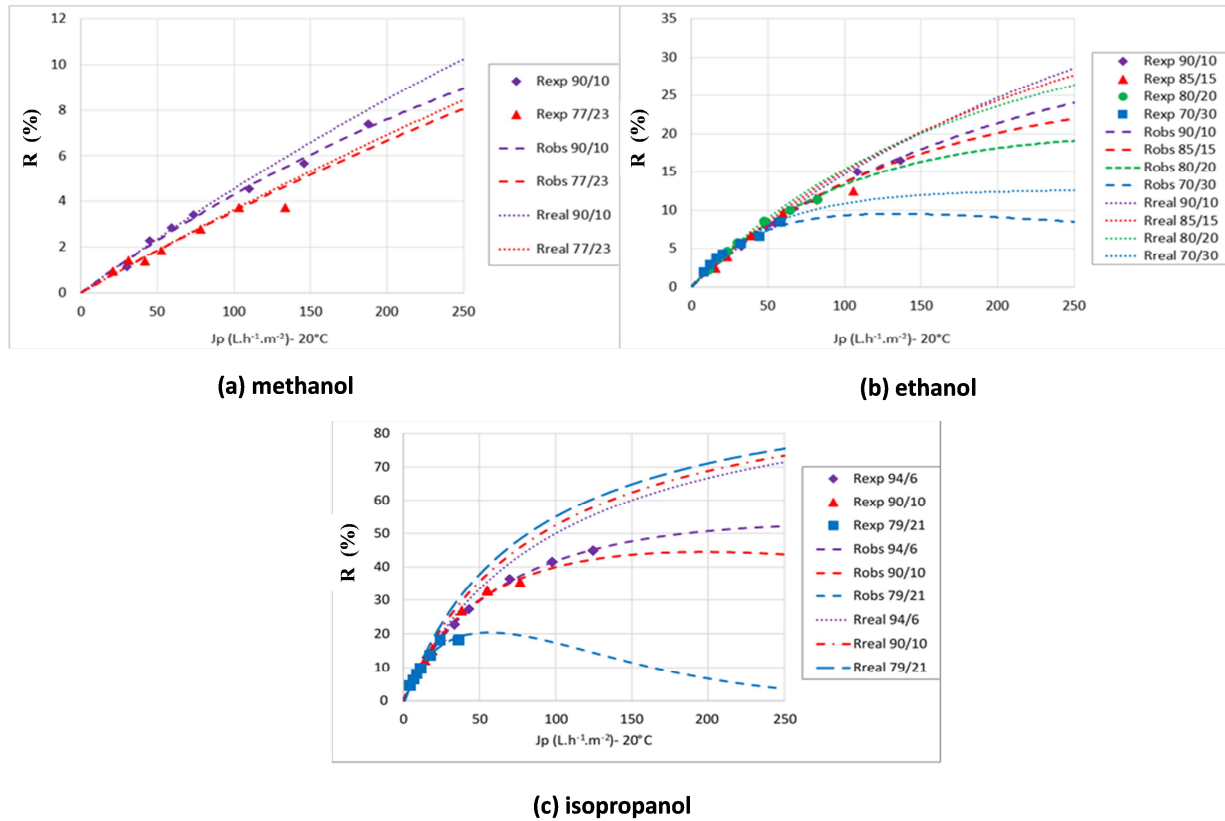 12
10
8
6
4
2
0
R (%)
0 50 100 150 200 250
Jp (L.h⁻¹.m⁻²)- 20°C
Rexp 90/10
Rexp 77/23
Robs 90/10
Robs 77/23
Rreal 90/10
Rreal 77/23
(a) methanol
35
30
25
20
15
10
5
0
R (%)
0 50 100 150 200 250
Jp (L.h⁻¹.m⁻²)- 20°C
Rexp 90/10
Rexp 85/15
Rexp 80/20
Rexp 70/30
Robs 90/10
Robs 85/15
Robs 80/20
Robs 70/30
Rreal 90/10
Rreal 85/15
Rreal 80/20
Rreal 70/30
(b) ethanol
80
70
60
50
40
30
20
10
0
R (%)
0 50 100 150 200 250
Jp (L.h⁻¹.m⁻²)- 20°C
Rexp 94/6
Rexp 90/10
Rexp 79/21
Robs 94/6
Robs 90/10
Robs 79/21
Rreal 94/6
Rreal 90/10
Rreal 79/21
(c) isopropanol